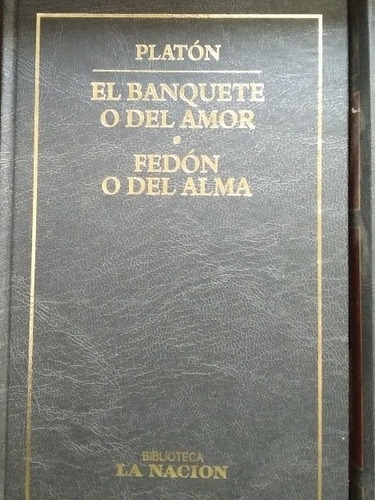 PLATÓN
EL BANQUETE
O DEL AMOR
•
FEDÓN
O DEL ALMA
BIBLIOTECA
LA NACION